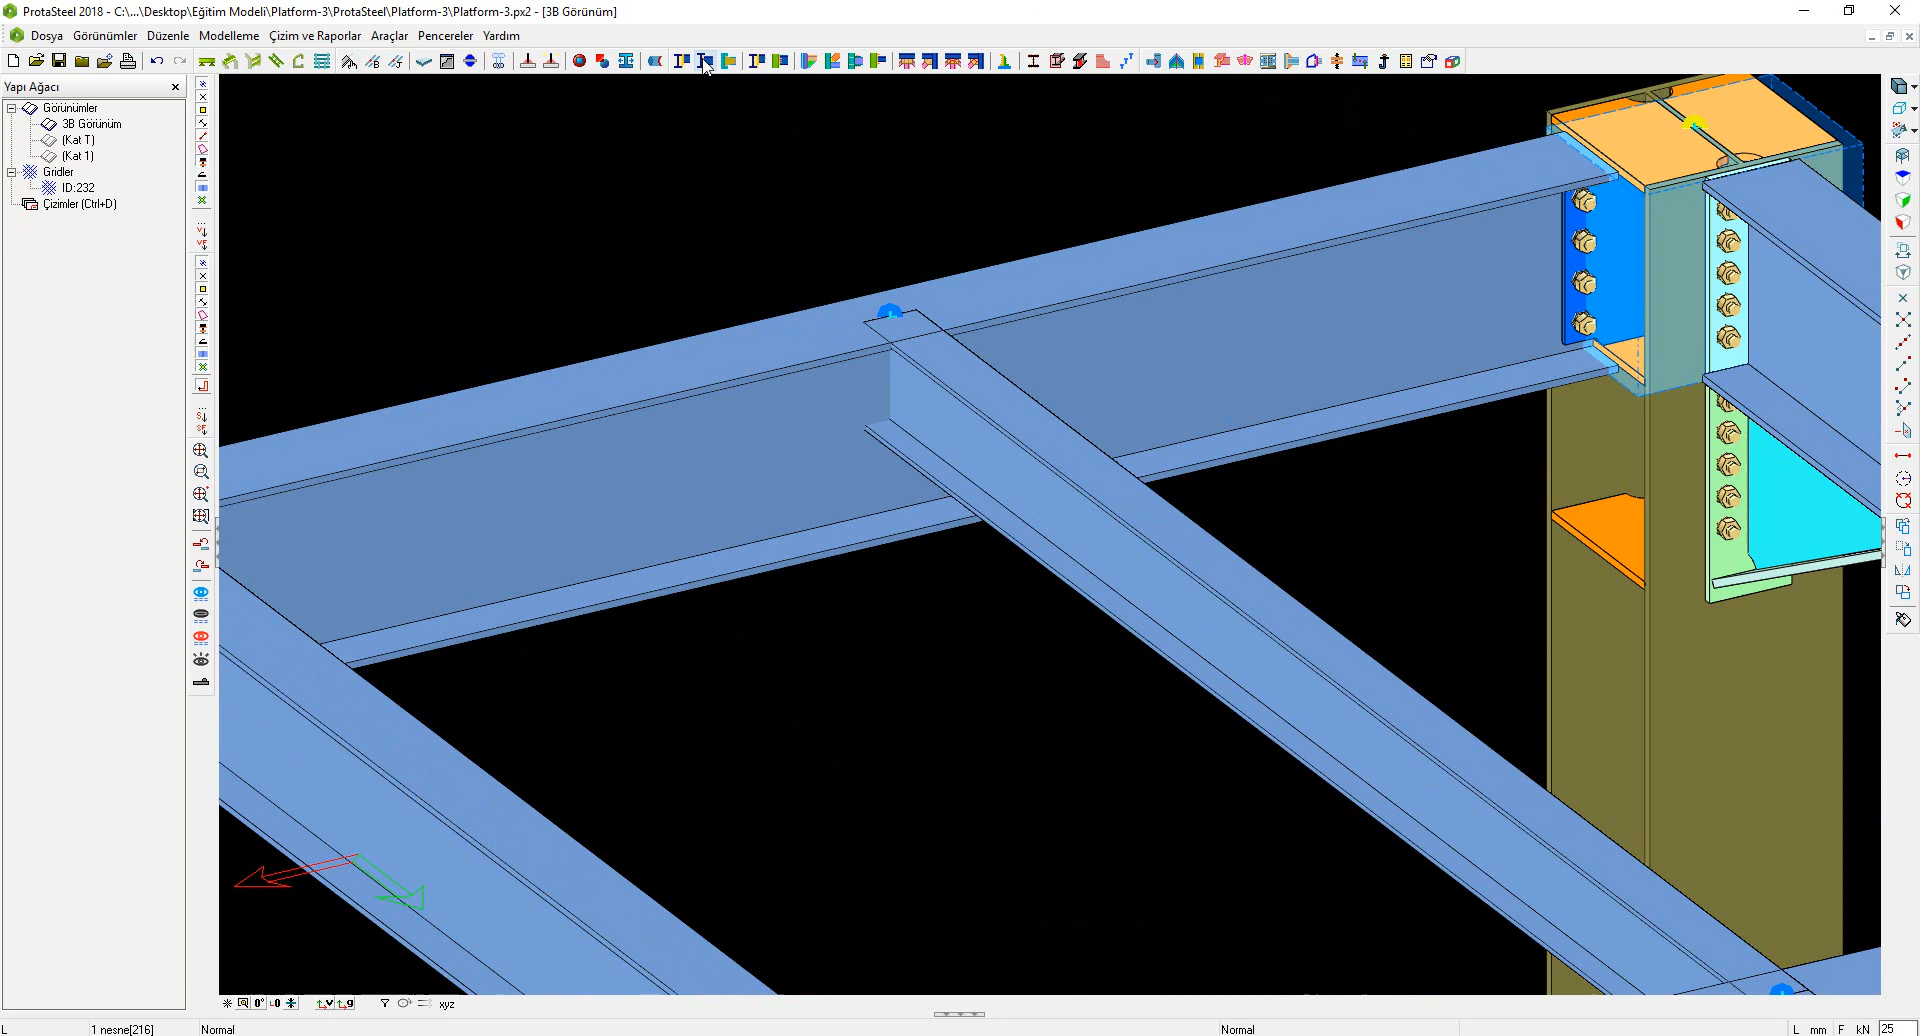 ProtaSteel 2018 - C:\...\Desktop\Eğitim Modeli\Platform-3\ProtaSteel\Platform-3\Platform-3.px2 - [3B Görünüm]
Dosya Görünümler Düzenle Modelleme Çizim ve Raporlar Araçlar Pencereler Yardım
Yapı Ağacı
Görünümler
3B Görünüm
(Kat T)
(Kat 1)
Gridler
ID:232
Çizimler (Ctrl+D)
xyz
L 1 nesne[216] Normal Normal L mm F kN 25